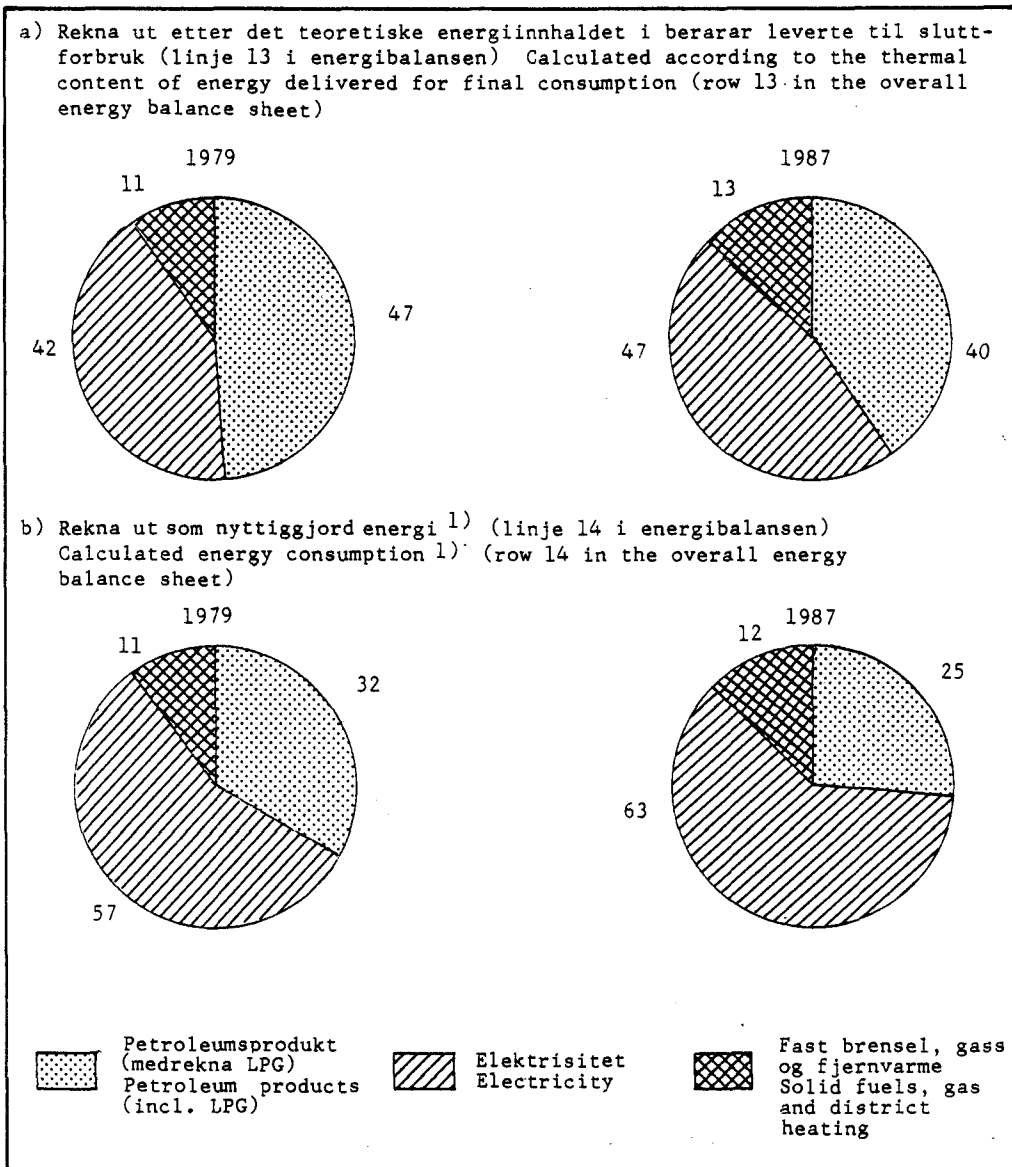 a) Rekna ut etter det teoretiske energiinnhaldet i berarar leverte til slutt-
forbruk (linje 13 i energibalansen) Calculated according to the thermal
content of energy delivered for final consumption (row 13 in the overall
energy balance sheet)
1979
11
42
47
1987
13
47
40
b) Rekna ut som nyttiggjord energi 1) (linje 14 i energibalansen)
Calculated energy consumption 1) (row 14 in the overall energy
balance sheet)
1979
11
32
57
1987
12
25
63
Petroleumsprodukt
(medrekna LPG)
Petroleum products
(incl. LPG)
Elektrisitet
Electricity
Fast brensel, gass
og fjernvarme
Solid fuels, gas
and district
heating